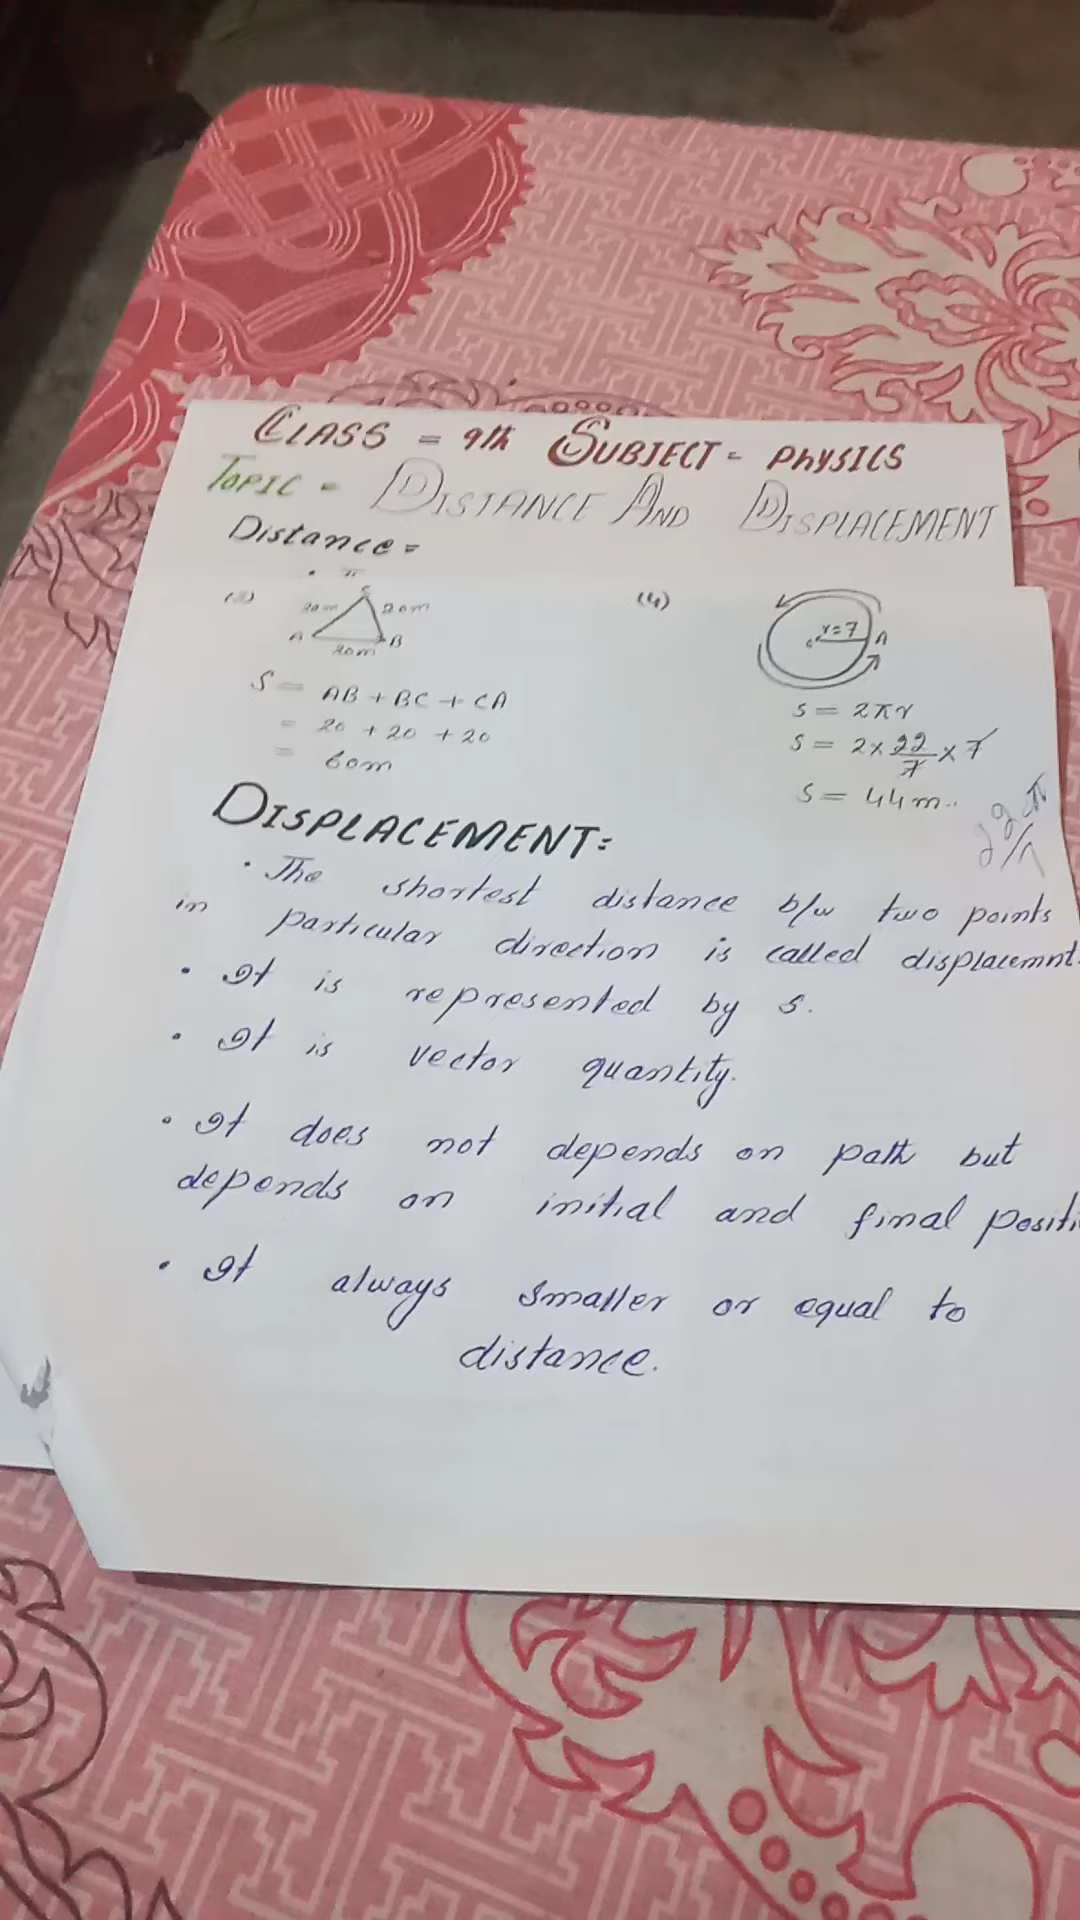 CLASS = 9th SUBJECT = PHYSICS
TOPIC = DISTANCE AND DISPLACEMENT
Distance =
(3)
C
20m 20m
A B
20m
S = AB + BC + CA
= 20 + 20 + 20
= 60m
(4)
r=7 A
S = 2πr
S = 2 × 22/7 × 7
S = 44m..
DISPLACEMENT =
• The shortest distance b/w two points
in particular direction is called displacemnt.
• It is represented by s.
• It is vector quantity.
• It does not depends on path but
depends on initial and final positi
• It always smaller or equal to
distance.